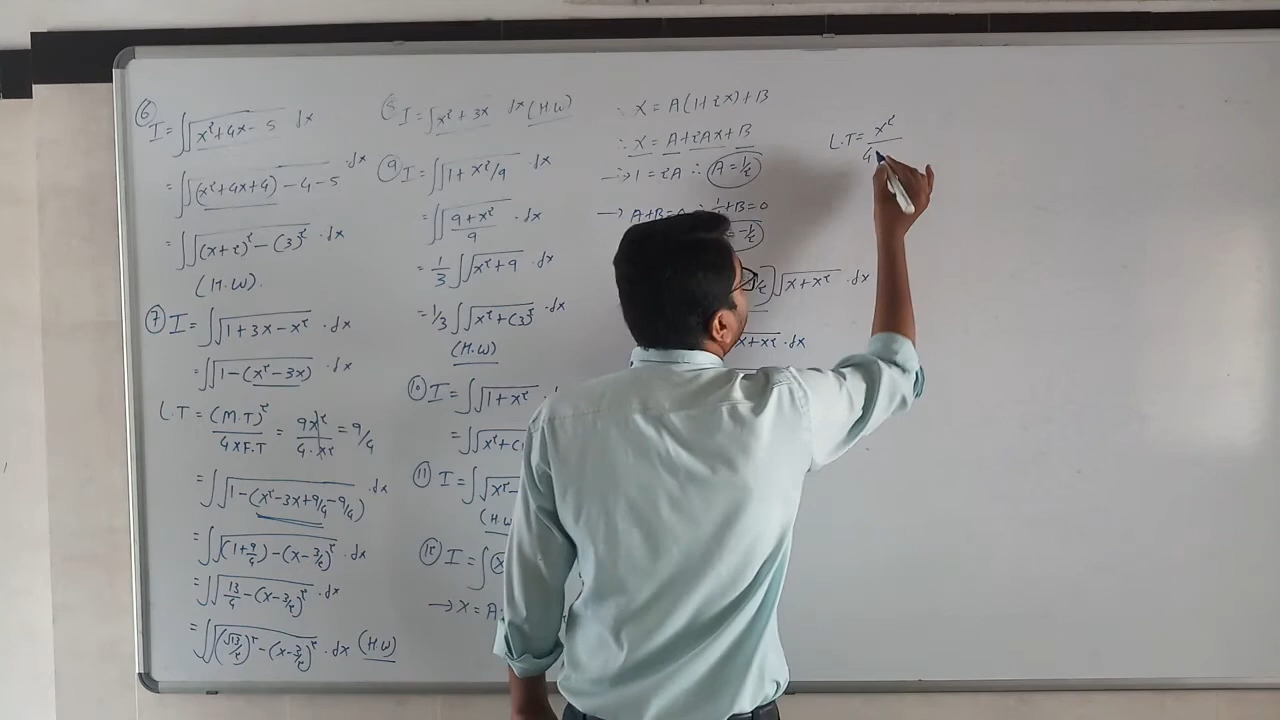 ⑥ I = ∫√(x²+4x-5) dx
= ∫√((x²+4x+4)-4-5) ·dx
= ∫√((x+2)²-(3)²) ·dx
(H.W).
⑦ I = ∫√(1+3x-x²) ·dx
= ∫√(1-(x²-3x)) ·dx
L.T = (M.T)²/4×F.T = 9x²/4·x² = 9/4
= ∫√(1-(x²-3x+9/4-9/4)) ·dx
= ∫√((1+9/4)-(x-3/2)²) ·dx
= ∫√(13/4-(x-3/2)²) ·dx
= ∫√((√13/2)²-(x-3/2)²) ·dx (H.W)
⑧ I = ∫√(x²+3x) dx (H.W)
⑨ I = ∫√(1+x²/9) ·dx
= ∫√((9+x²)/9) ·dx
= 1/3 ∫√(x²+9) ·dx
= 1/3 ∫√(x²+(3)²) ·dx
(H.W)
⑩ I = ∫√(1+x²)
= ∫√(x²+(
⑪ I = ∫√(x²-
(H.W
⑫ I = ∫(x
→ x = A
∴ x = A(1+2x)+B
∴ x = A+2Ax+B
→ 1 = 2A ∴ A = 1/2
→ A+B=0 ∴ 1/2+B=0
= -1/2
√(x+x²) ·dx
x+x² ·dx
L.T = x²/4